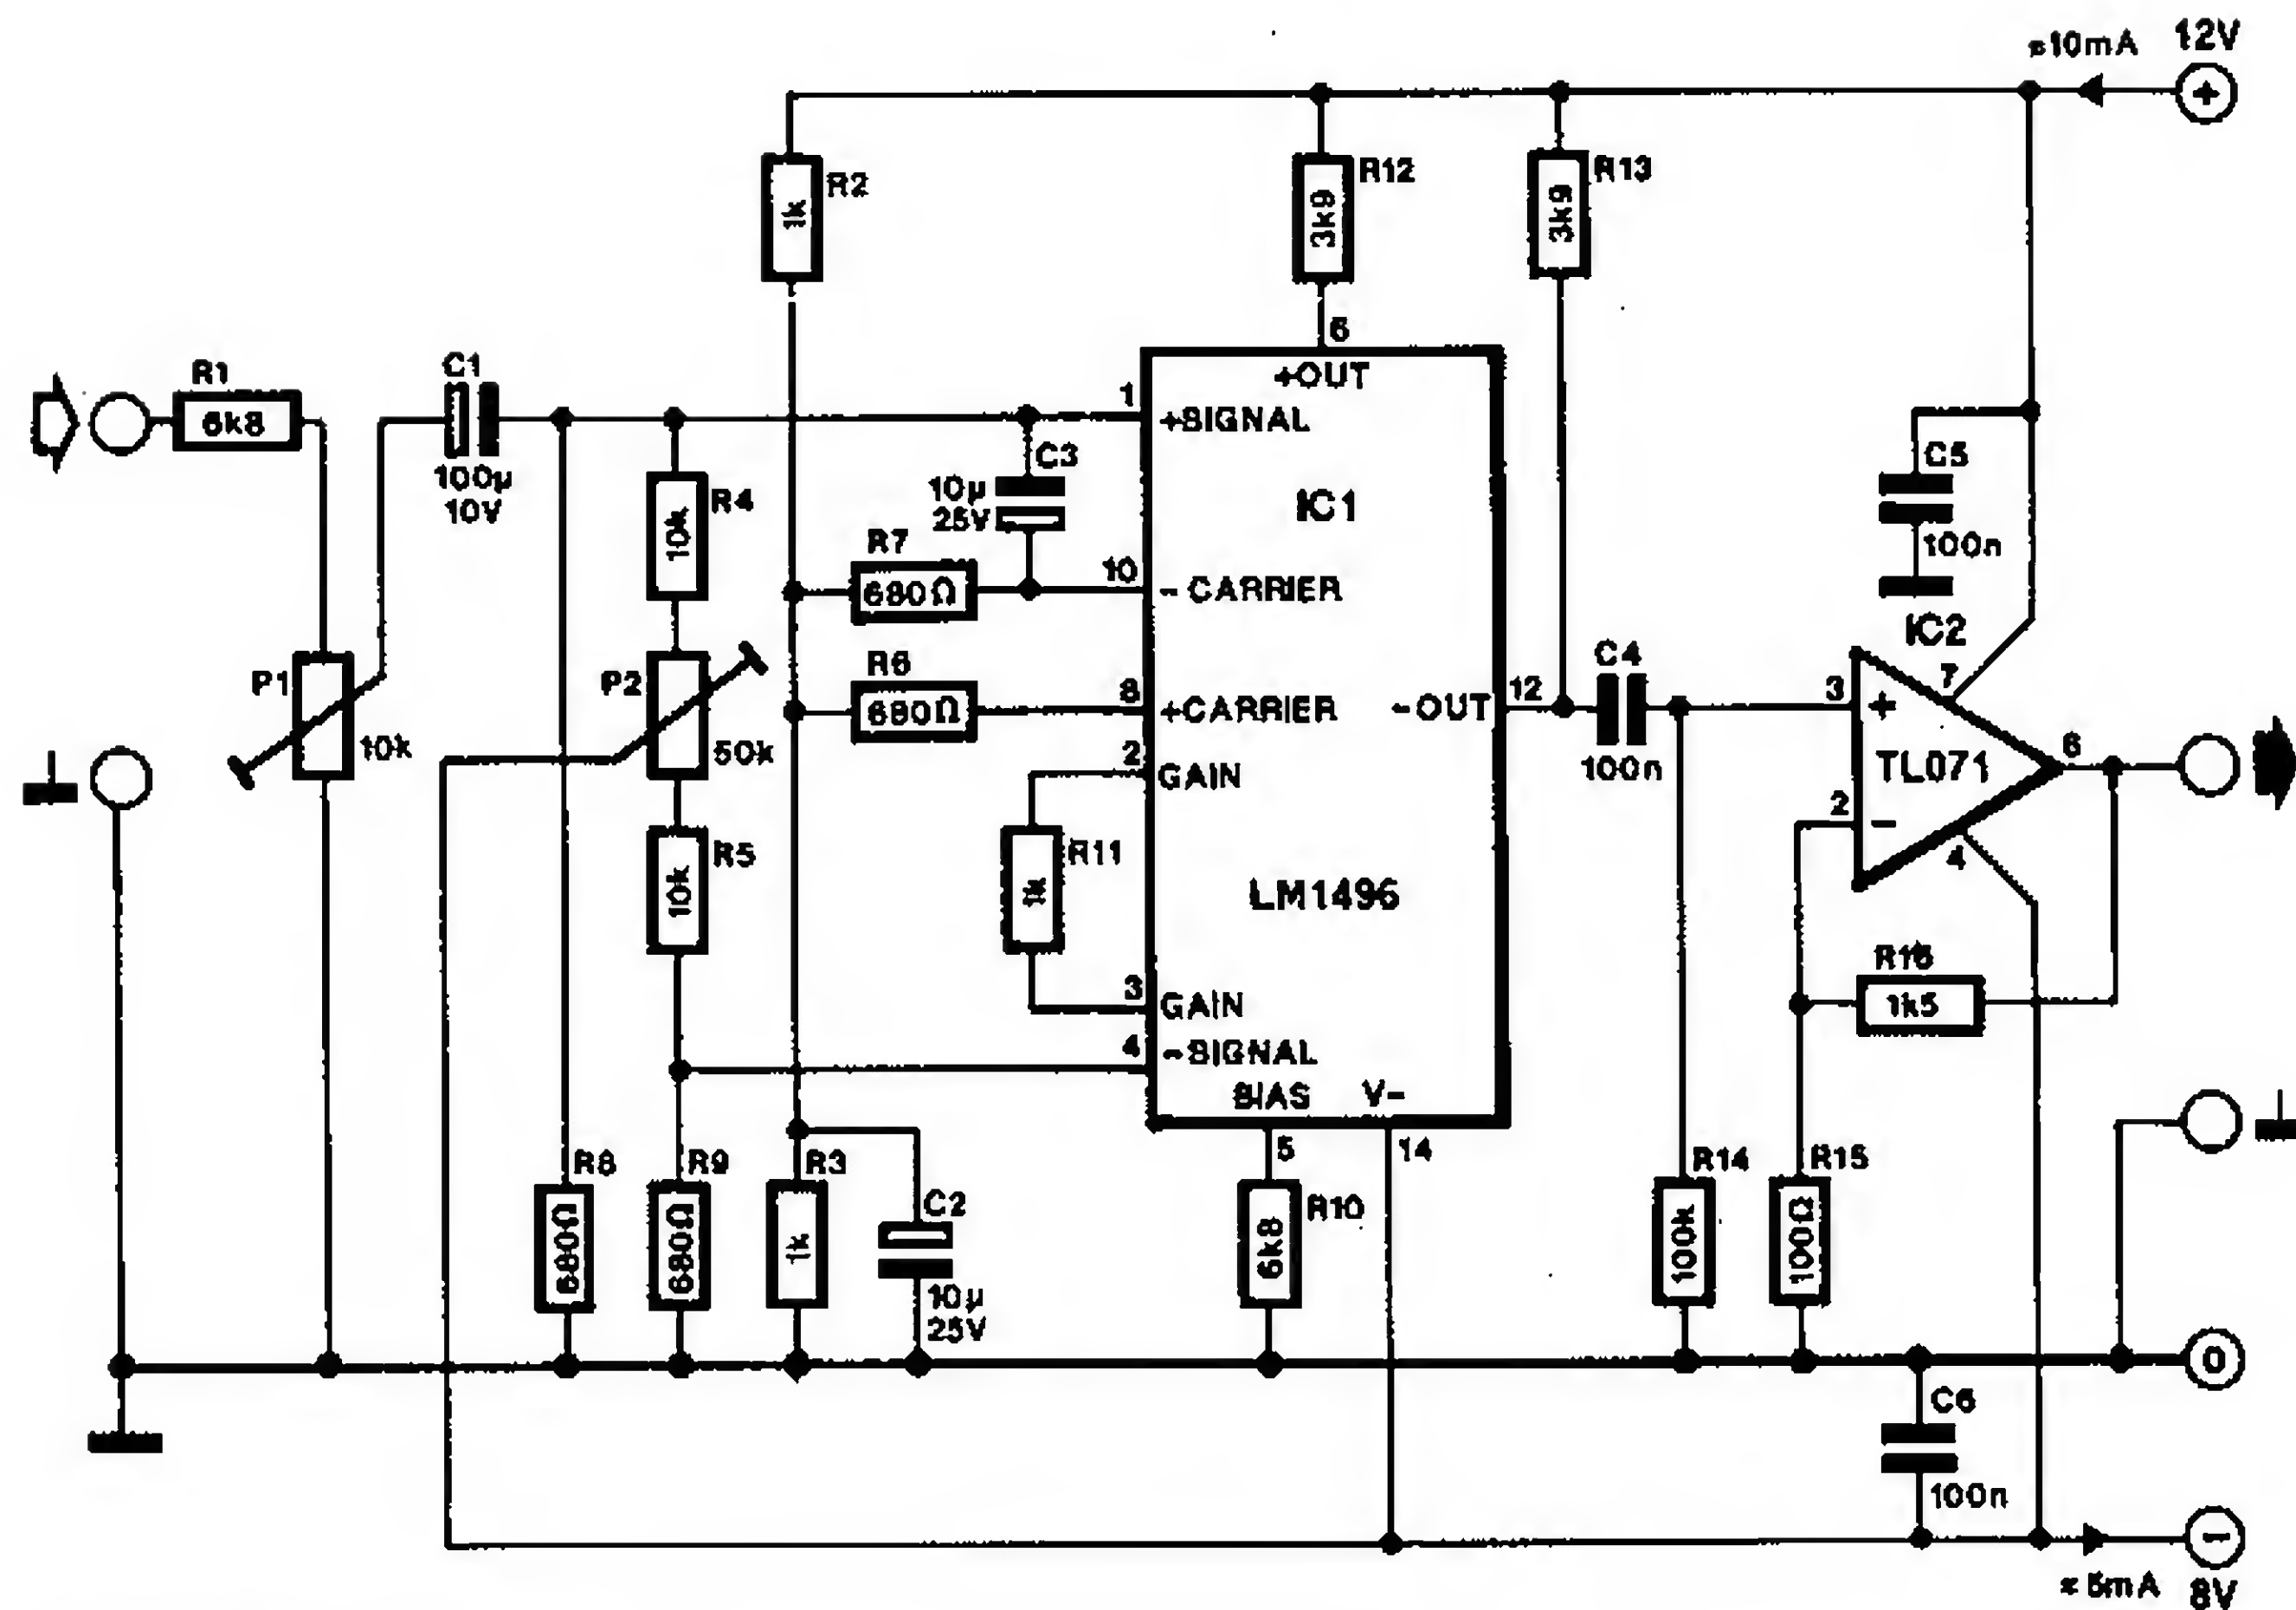 ≈10mA
12V
+
R2
1k
R12
3k9
R13
3k9
6
R1
6k8
C1
100µ
10V
1
+OUT
+SIGNAL
C3
10µ
25V
R4
10k
IC1
C5
100n
R7
680Ω
10
- CARRIER
IC2
P1
10k
P2
50k
R6
680Ω
8
+CARRIER
-OUT
12
C4
100n
3
+
7
TL071
6
2
GAIN
2
-
4
R11
1k
R5
10k
LM1496
R16
1k5
3
GAIN
4
-SIGNAL
BIAS
V-
5
14
R8
680Ω
R9
680Ω
R3
1k
C2
10µ
25V
R10
6k8
R14
100k
R15
100Ω
0
C6
100n
-
≈ 5mA
8V